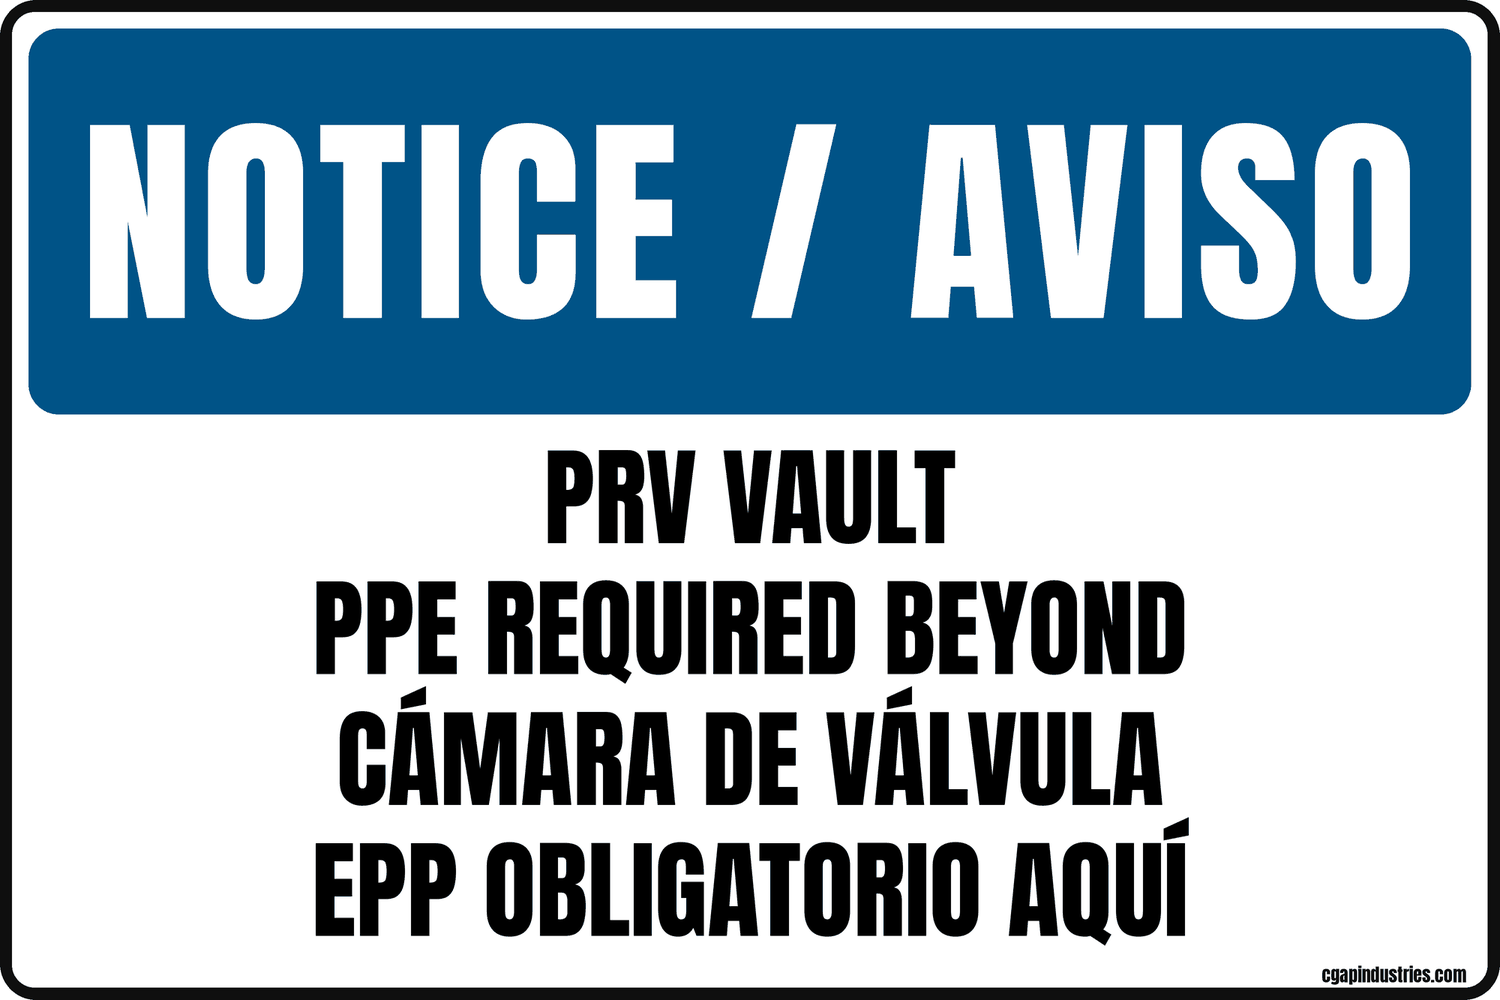 NOTICE / AVISO
PRV VAULT
PPE REQUIRED BEYOND
CÁMARA DE VÁLVULA
EPP OBLIGATORIO AQUÍ
cgapindustries.com